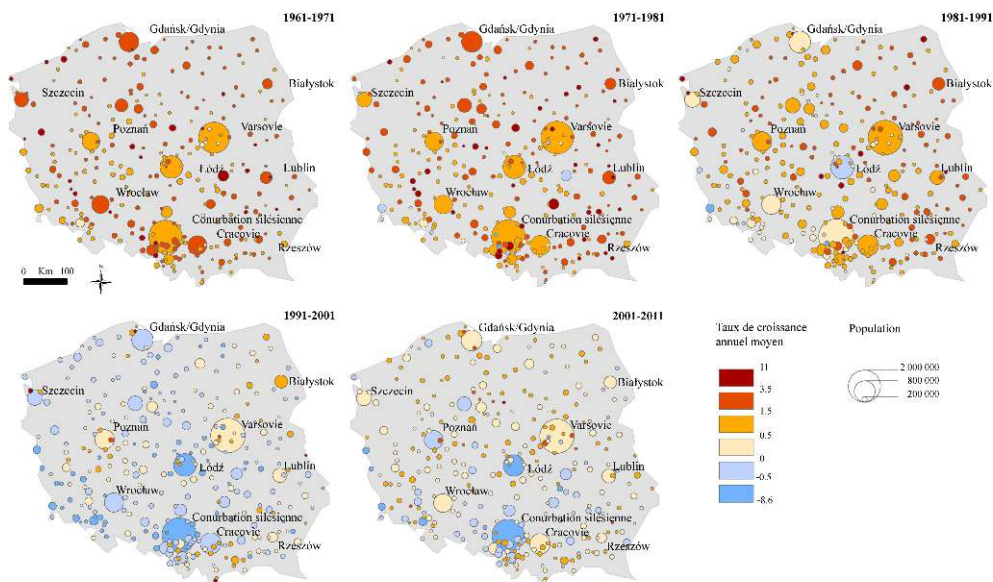 1961-1971
Gdańsk/Gdynia
Szczecin
Białystok
Poznań
Varsovie
Łódź
Lublin
Wrocław
Conurbation silésienne
Cracovie
Rzeszów
0 Km 100
N
1971-1981
Gdańsk/Gdynia
Szczecin
Białystok
Poznań
Varsovie
Łódź
Lublin
Wrocław
Conurbation silésienne
Cracovie
Rzeszów
1981-1991
Gdańsk/Gdynia
Szczecin
Białystok
Poznań
Varsovie
Łódź
Lublin
Wrocław
Conurbation silésienne
Cracovie
Rzeszów
1991-2001
Gdańsk/Gdynia
Szczecin
Białystok
Poznań
Varsovie
Łódź
Lublin
Wrocław
Conurbation silésienne
Cracovie
Rzeszów
2001-2011
Gdańsk/Gdynia
Szczecin
Białystok
Poznań
Varsovie
Łódź
Lublin
Wrocław
Conurbation silésienne
Cracovie
Rzeszów
Taux de croissance
annuel moyen
11
3.5
1.5
0.5
0
-0.5
-8.6
Population
2 000 000
800 000
200 000